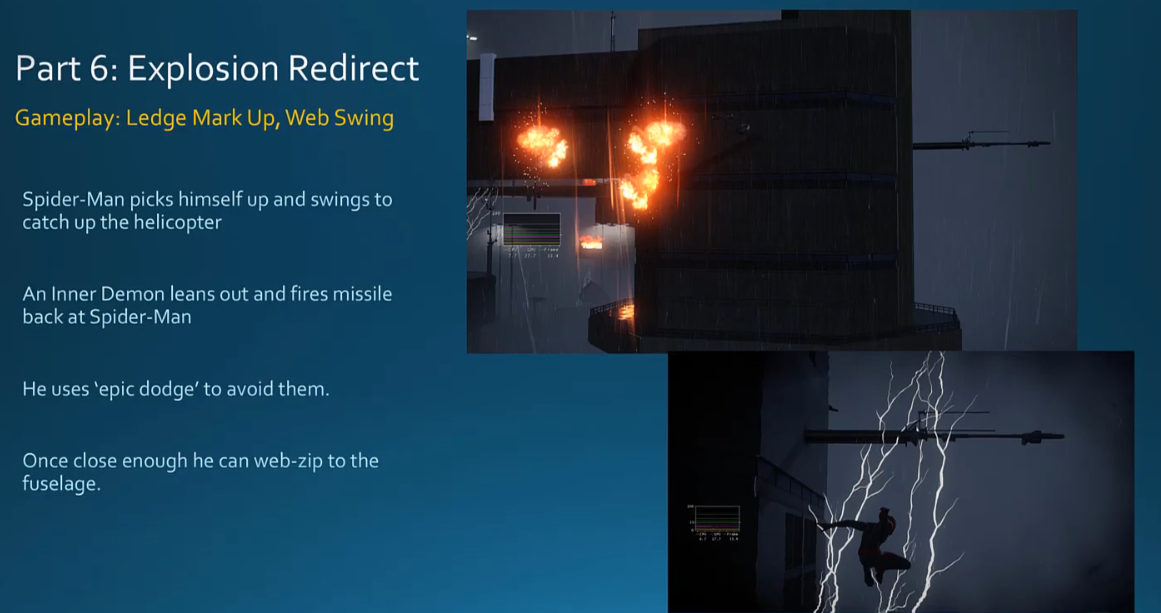 Part 6: Explosion Redirect
Gameplay: Ledge Mark Up, Web Swing
Spider-Man picks himself up and swings to
catch up the helicopter
An Inner Demon leans out and fires missile
back at Spider-Man
He uses ‘epic dodge’ to avoid them.
Once close enough he can web-zip to the
fuselage.